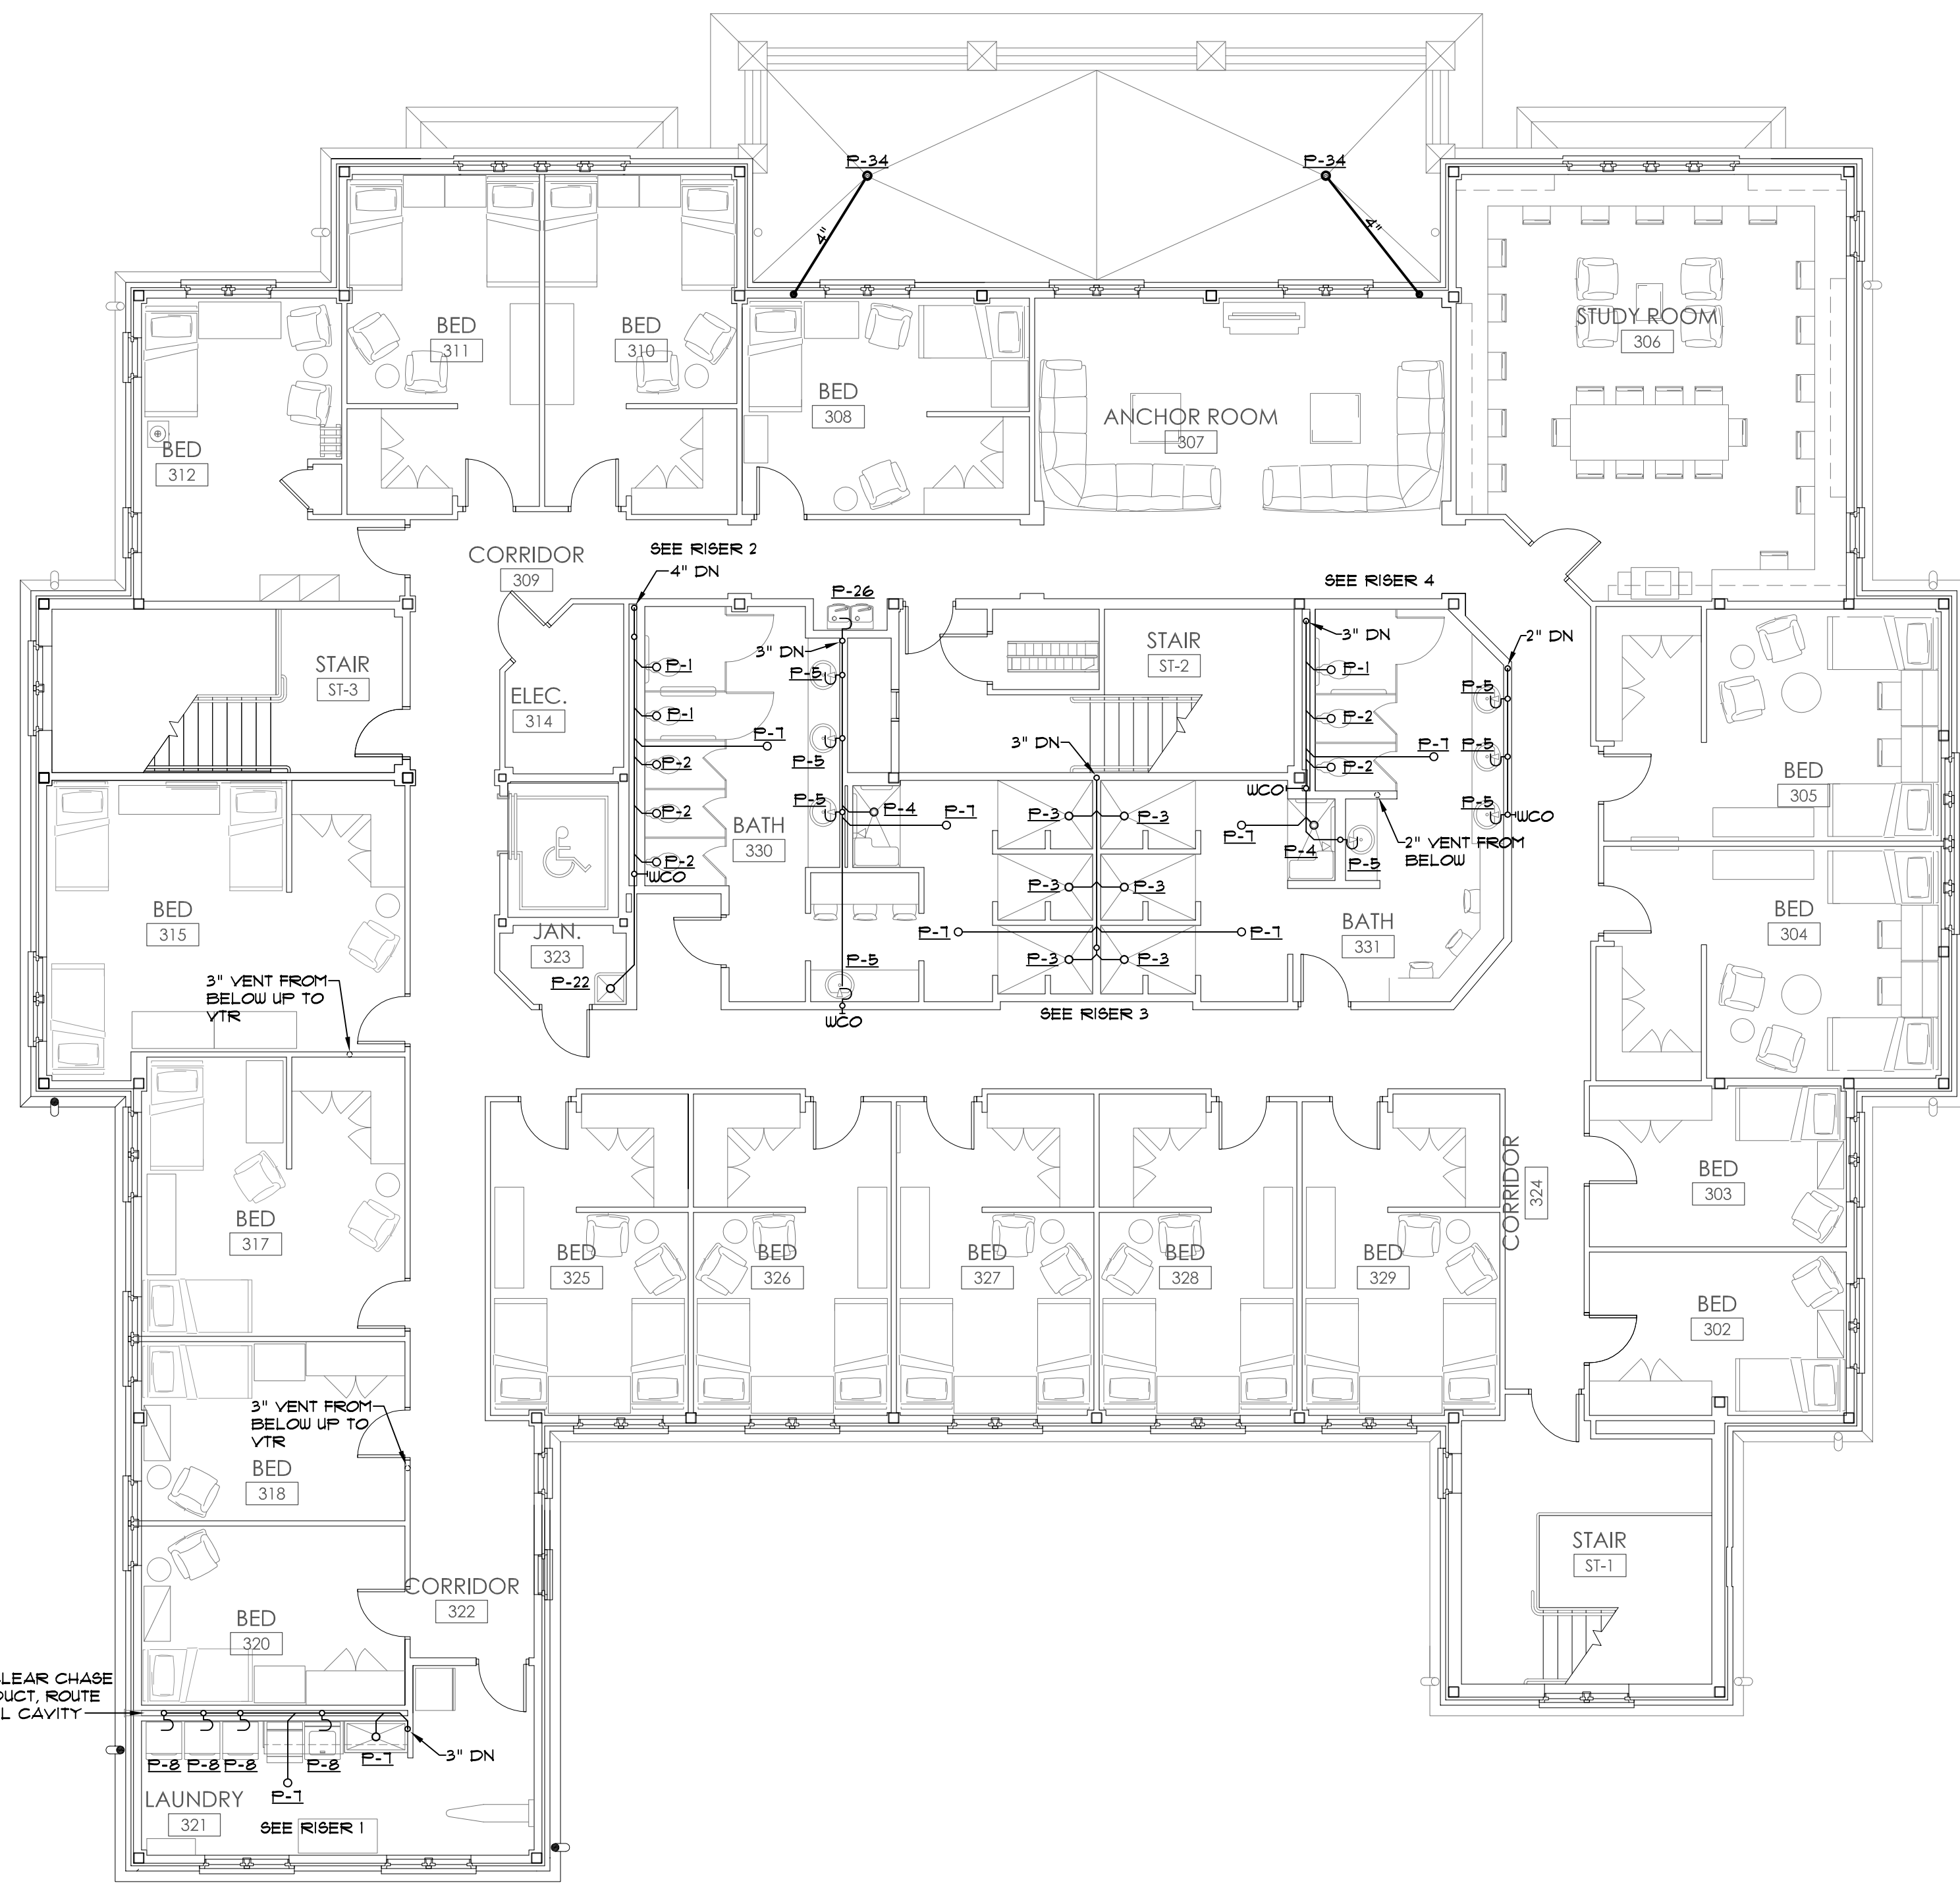 P-34
P-34
4"
4"
BED
311
BED
310
BED
308
ANCHOR ROOM
307
STUDY ROOM
306
BED
312
CORRIDOR
309
SEE RISER 2
4" DN
P-26
SEE RISER 4
3" DN
2" DN
STAIR
ST-3
ELEC.
314
P-1
P-1
P-7
P-2
P-2
P-2
WCO
3" DN
P-5
P-5
P-5
P-4
P-7
STAIR
ST-2
3" DN
P-1
P-2
P-2
P-7
P-5
P-5
P-5
WCO
WCO
P-7
P-4
P-5
2" VENT FROM
BELOW
BATH
330
P-3
P-3
P-3
P-3
P-3
P-3
P-7
P-7
BATH
331
SEE RISER 3
JAN.
323
P-22
P-5
WCO
BED
305
BED
304
BED
315
3" VENT FROM
BELOW UP TO
VTR
BED
317
BED
325
BED
326
BED
327
BED
328
BED
329
CORRIDOR
324
BED
303
BED
302
3" VENT FROM
BELOW UP TO
VTR
BED
318
STAIR
ST-1
CORRIDOR
322
BED
320
LEAR CHASE
DUCT, ROUTE
L CAVITY
P-8
P-8
P-8
P-8
P-7
3" DN
P-7
LAUNDRY
321
SEE RISER 1